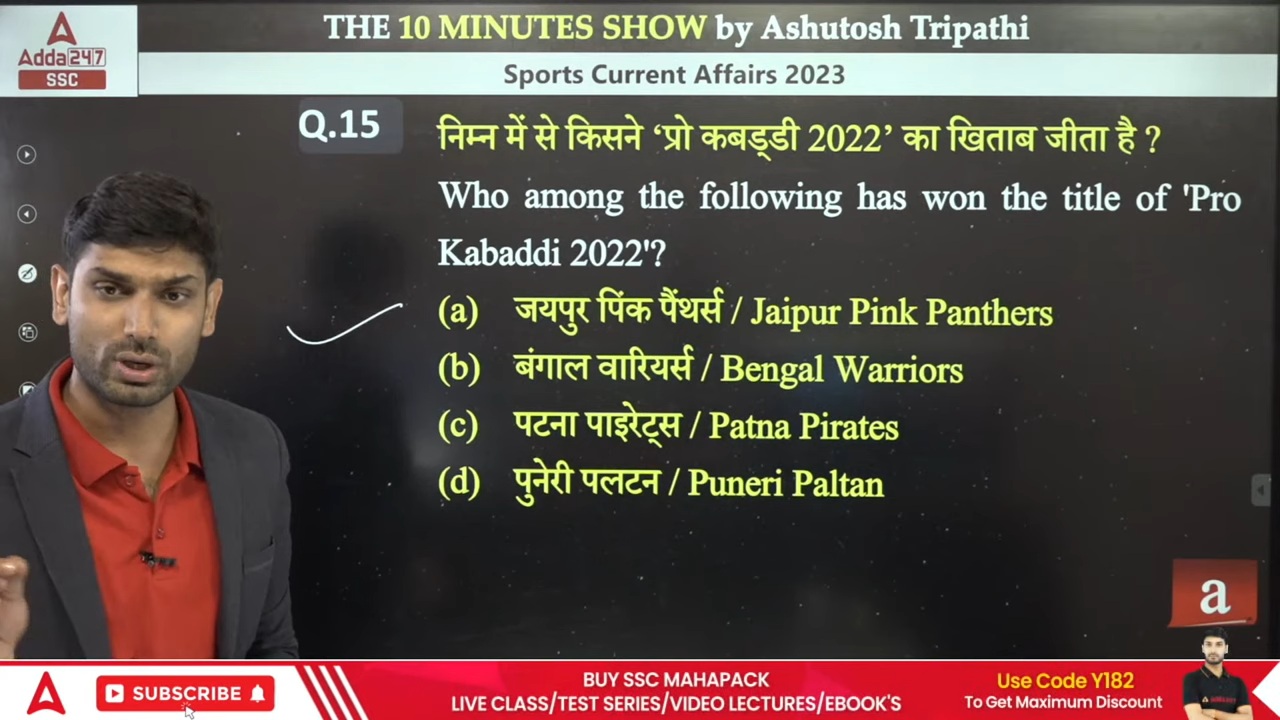 THE 10 MINUTES SHOW by Ashutosh Tripathi
Adda247
SSC
Sports Current Affairs 2023
Q.15
निम्न में से किसने ‘प्रो कबड्डी 2022’ का खिताब जीता है ?
Who among the following has won the title of 'Pro
Kabaddi 2022'?
(a) जयपुर पिंक पैंथर्स / Jaipur Pink Panthers
(b) बंगाल वारियर्स / Bengal Warriors
(c) पटना पाइरेट्स / Patna Pirates
(d) पुनेरी पलटन / Puneri Paltan
a
SUBSCRIBE
BUY SSC MAHAPACK
LIVE CLASS/TEST SERIES/VIDEO LECTURES/EBOOK'S
Use Code Y182
To Get Maximum Discount